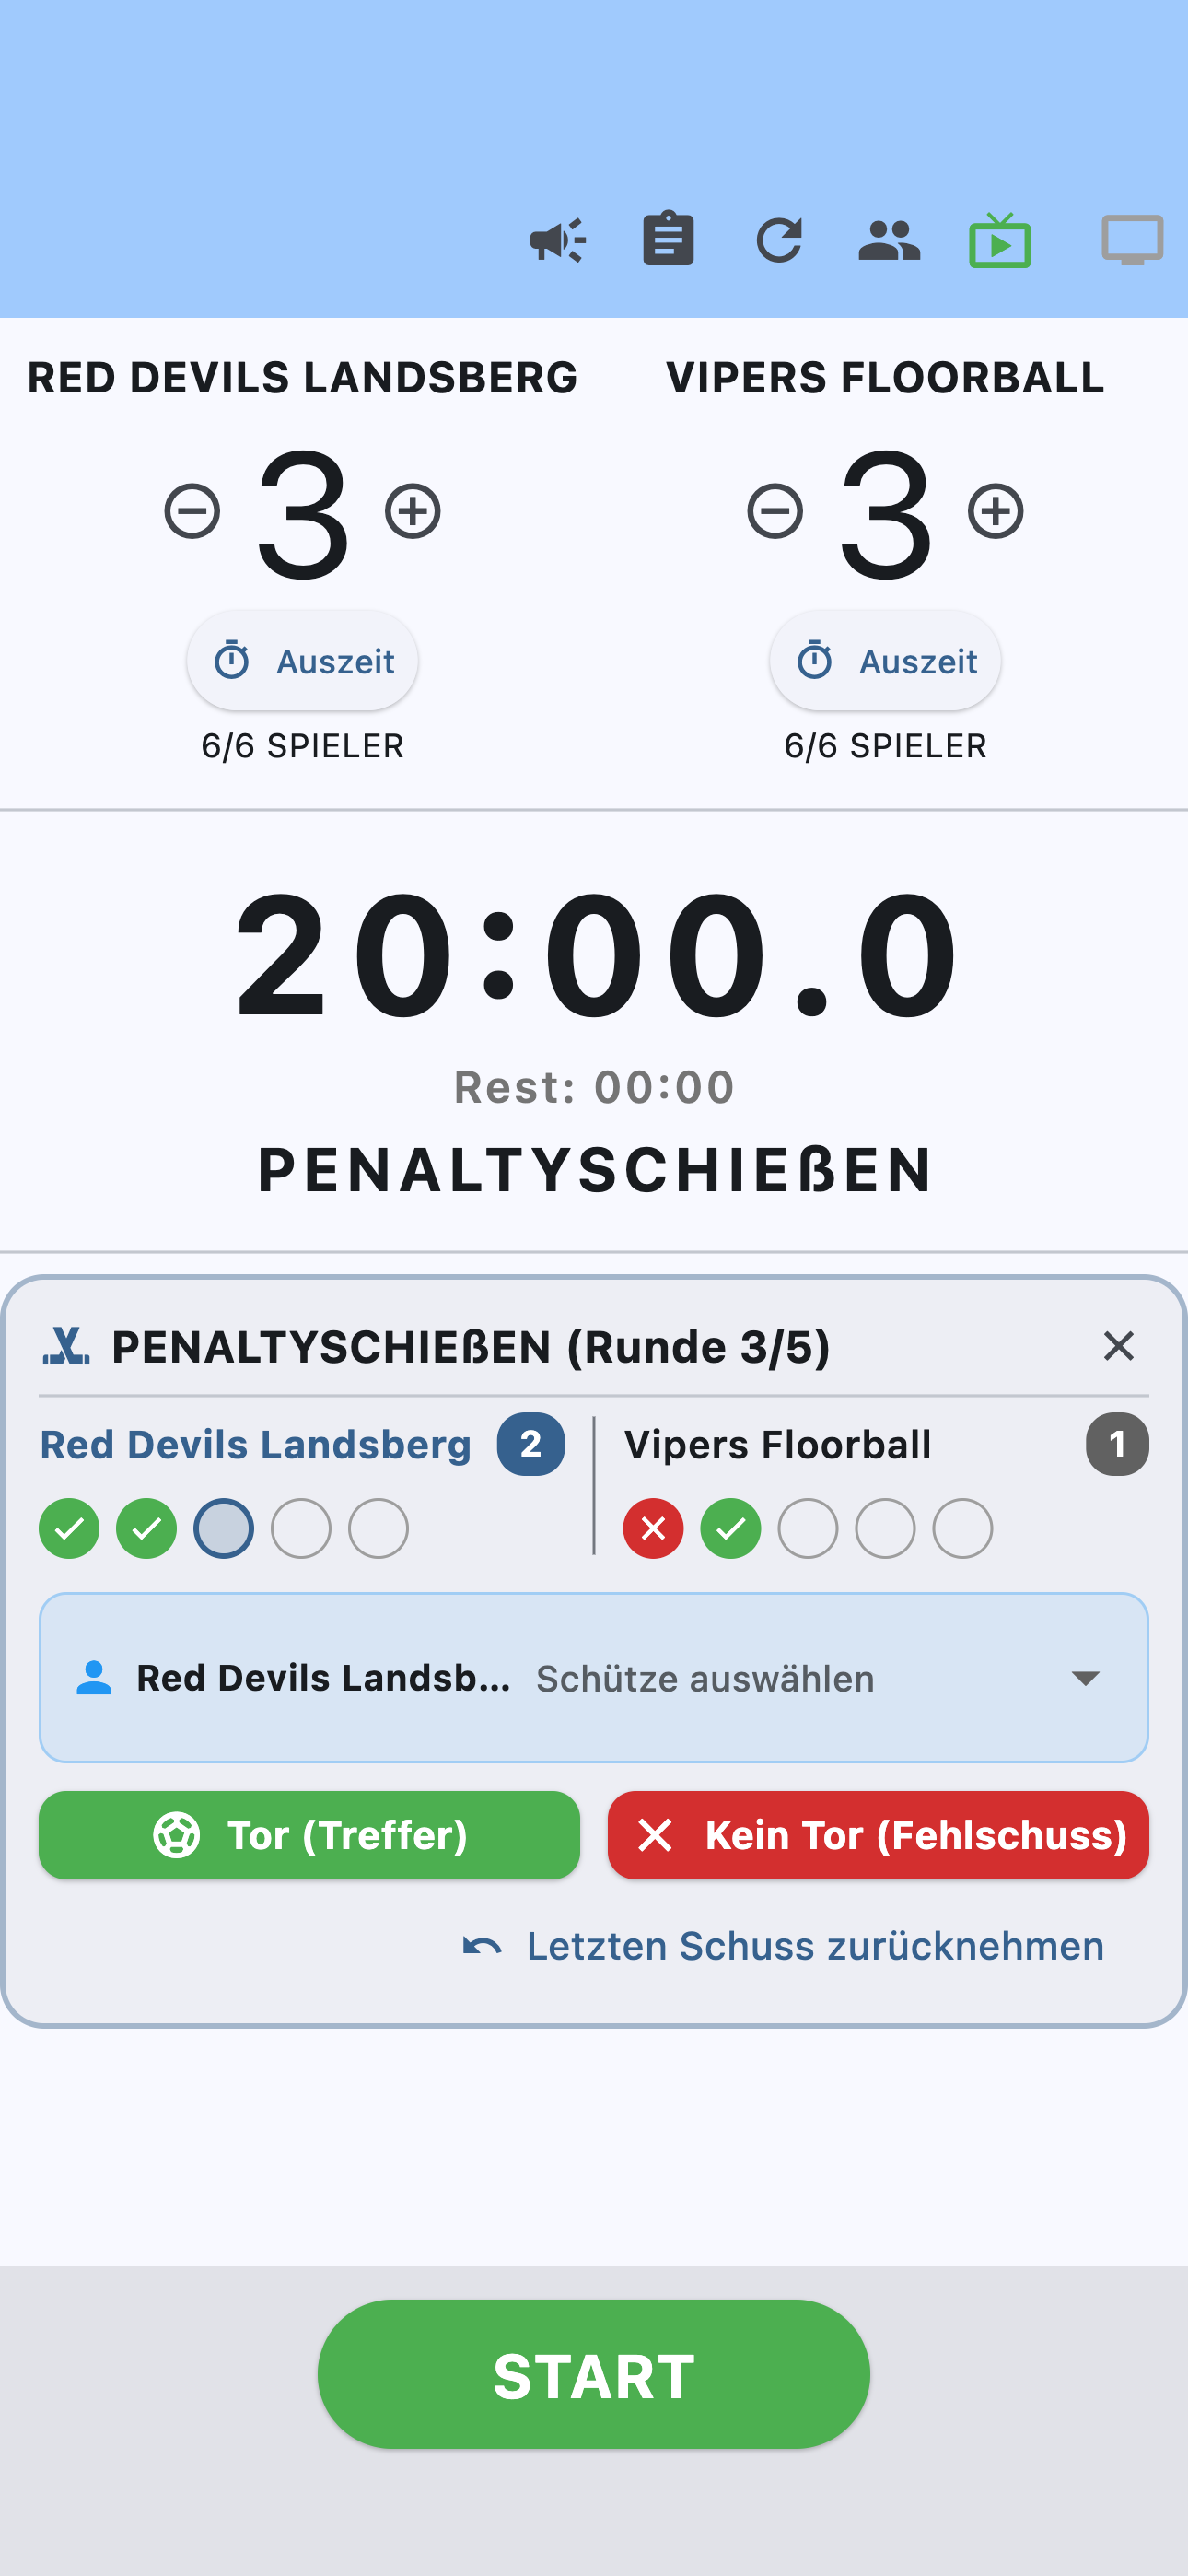 RED DEVILS LANDSBERG
3
Auszeit
6/6 SPIELER
VIPERS FLOORBALL
3
Auszeit
6/6 SPIELER
20:00.0
Rest: 00:00
PENALTYSCHIEẞEN
PENALTYSCHIEẞEN (Runde 3/5)
Red Devils Landsberg 2
Vipers Floorball 1
Red Devils Landsb... Schütze auswählen
Tor (Treffer)
Kein Tor (Fehlschuss)
Letzten Schuss zurücknehmen
START